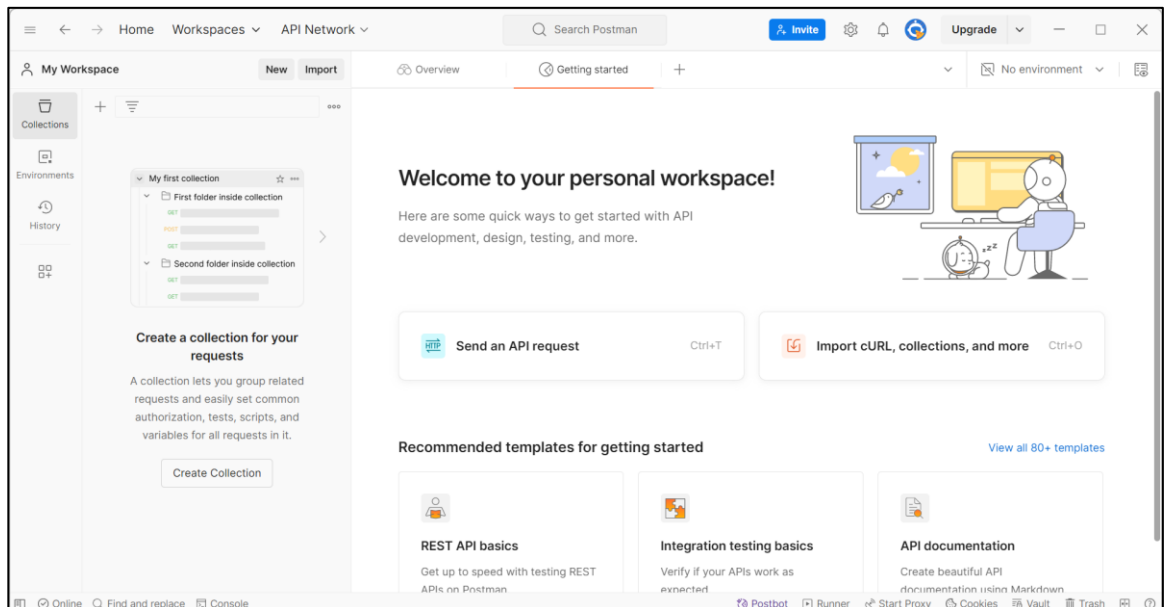 Home Workspaces API Network Search Postman Invite Upgrade
My Workspace New Import Overview Getting started No environment
Collections
Environments
History
My first collection
First folder inside collection
GET
POST
GET
Second folder inside collection
GET
GET
Create a collection for your
requests
A collection lets you group related
requests and easily set common
authorization, tests, scripts, and
variables for all requests in it.
Create Collection
Welcome to your personal workspace!
Here are some quick ways to get started with API
development, design, testing, and more.
HTTP Send an API request Ctrl+T
Import cURL, collections, and more Ctrl+O
Recommended templates for getting started View all 80+ templates
REST API basics
Get up to speed with testing REST
APIs on Postman
Integration testing basics
Verify if your APIs work as
expected
API documentation
Create beautiful API
documentation using Markdown
Online Find and replace Console Postbot Runner Start Proxy Cookies Vault Trash